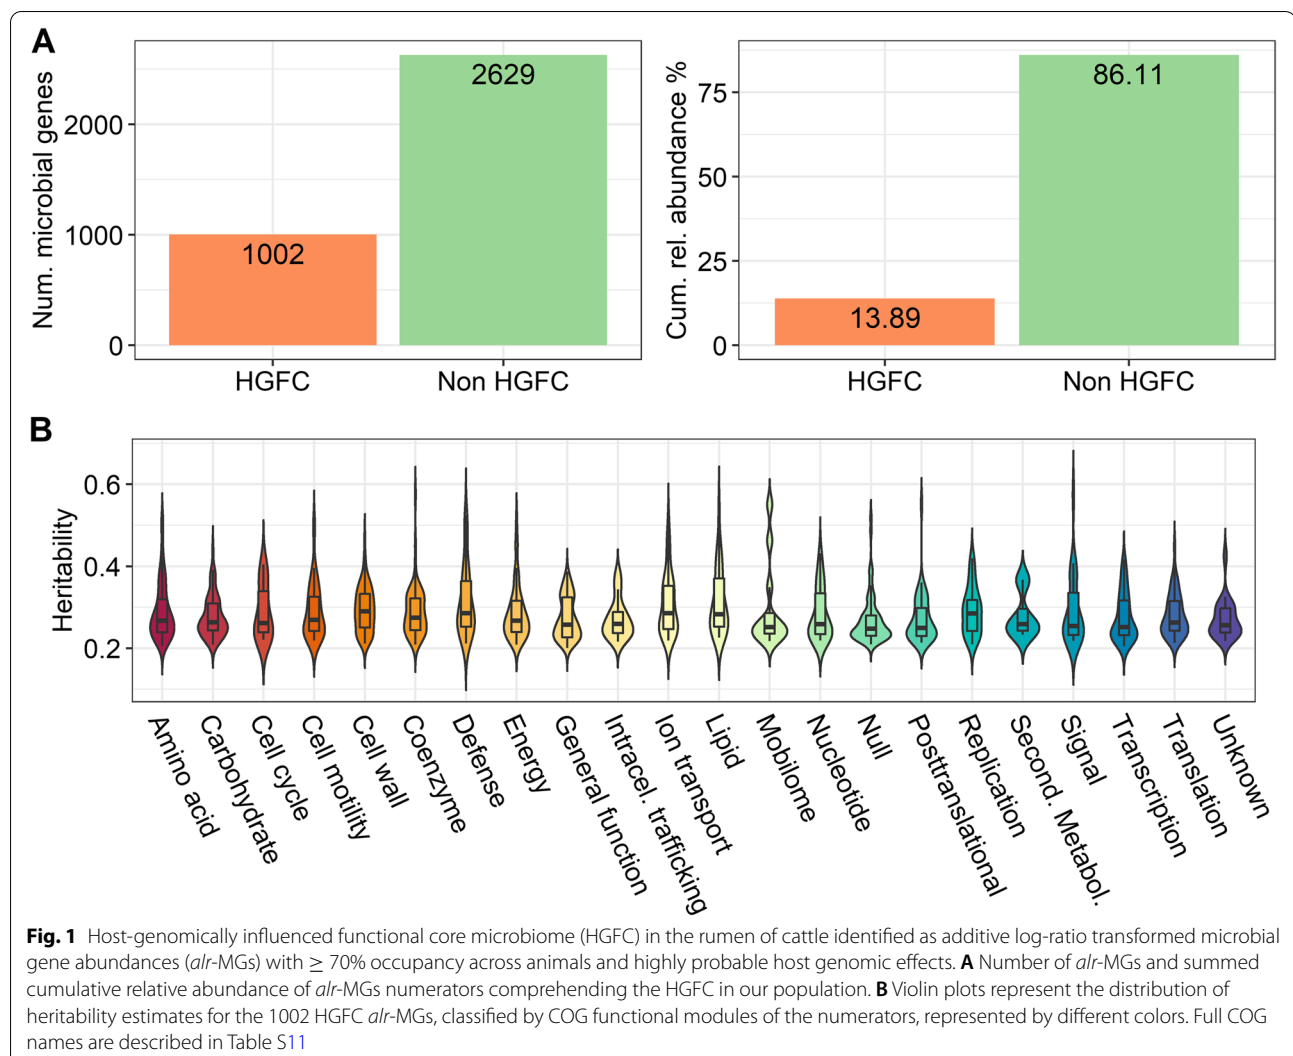 A
Num. microbial genes
2000
1000
0
2629
1002
HGFC
Non HGFC
Cum. rel. abundance %
75
50
25
0
86.11
13.89
HGFC
Non HGFC
B
Heritability
0.6
0.4
0.2
Amino acid
Carbohydrate
Cell cycle
Cell motility
Cell wall
Coenzyme
Defense
Energy
General function
Intracel. trafficking
Ion transport
Lipid
Mobilome
Nucleotide
Null
Posttranslational
Replication
Second. Metabol.
Signal
Transcription
Translation
Unknown
Fig. 1 Host-genomically influenced functional core microbiome (HGFC) in the rumen of cattle identified as additive log-ratio transformed microbial
gene abundances (alr-MGs) with ≥ 70% occupancy across animals and highly probable host genomic effects. A Number of alr-MGs and summed
cumulative relative abundance of alr-MGs numerators comprehending the HGFC in our population. B Violin plots represent the distribution of
heritability estimates for the 1002 HGFC alr-MGs, classified by COG functional modules of the numerators, represented by different colors. Full COG
names are described in Table S11